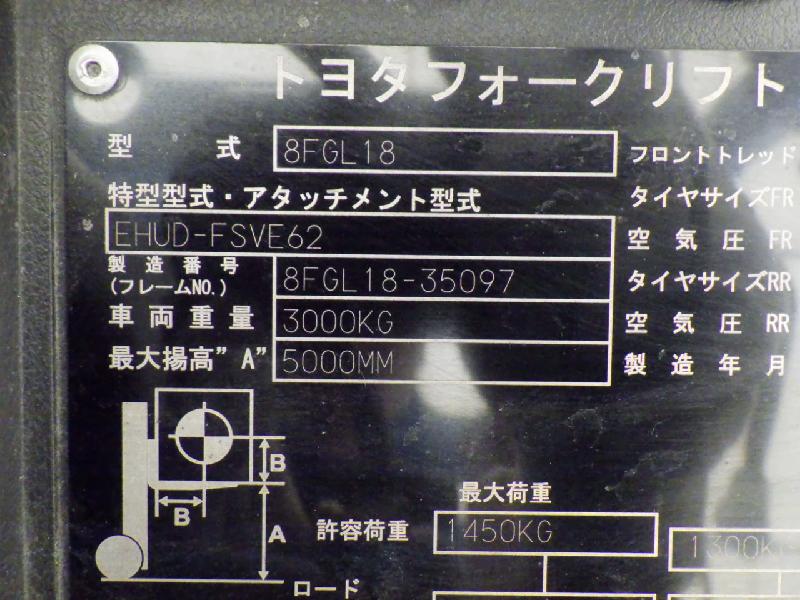 トヨタフォークリフト
型 式 8FGL18 フロントトレッド
特型型式・アタッチメント型式 タイヤサイズFR
EHUD-FSVE62 空気圧 FR
製造番号
(フレームNO.) 8FGL18-35097 タイヤサイズRR
車両重量 3000KG 空気圧 RR
最大揚高"A" 5000MM 製造年月
B
B
A
最大荷重
許容荷重 1450KG 1300K
ロード